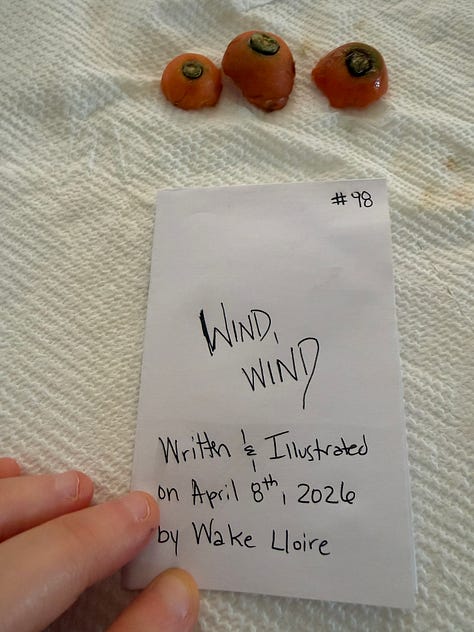 #98
WIND,
WIND
Written & Illustrated
on April 8th, 2026
by Wake Lloire